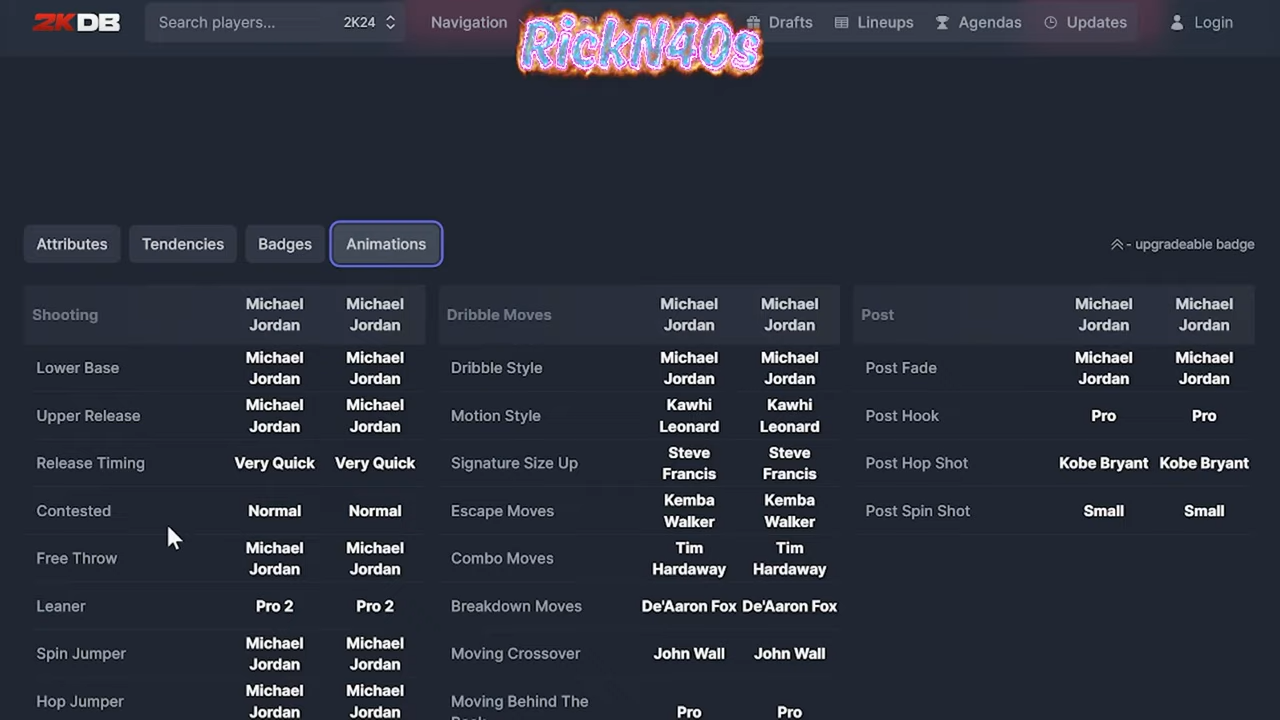 2KDB Search players... 2K24 Navigation Drafts Lineups Agendas Updates Login
RickN40s
Attributes Tendencies Badges Animations - upgradeable badge
Shooting Michael Jordan Michael Jordan
Lower Base Michael Jordan Michael Jordan
Upper Release Michael Jordan Michael Jordan
Release Timing Very Quick Very Quick
Contested Normal Normal
Free Throw Michael Jordan Michael Jordan
Leaner Pro 2 Pro 2
Spin Jumper Michael Jordan Michael Jordan
Hop Jumper Michael Jordan Michael Jordan
Dribble Moves Michael Jordan Michael Jordan
Dribble Style Michael Jordan Michael Jordan
Motion Style Kawhi Leonard Kawhi Leonard
Signature Size Up Steve Francis Steve Francis
Escape Moves Kemba Walker Kemba Walker
Combo Moves Tim Hardaway Tim Hardaway
Breakdown Moves De'Aaron Fox De'Aaron Fox
Moving Crossover John Wall John Wall
Moving Behind The Back Pro Pro
Post Michael Jordan Michael Jordan
Post Fade Michael Jordan Michael Jordan
Post Hook Pro Pro
Post Hop Shot Kobe Bryant Kobe Bryant
Post Spin Shot Small Small